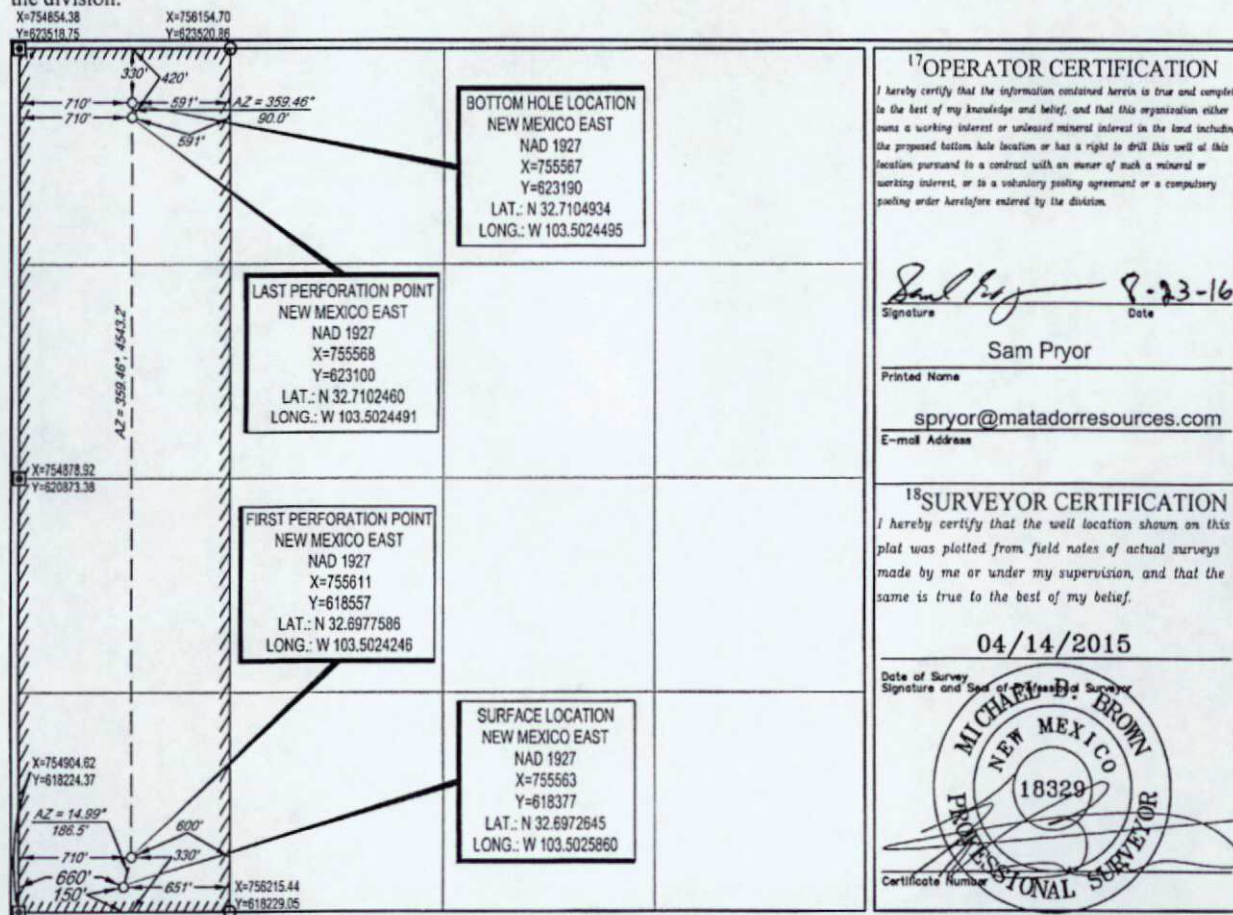 the division.
X=754854.38
Y=623518.75
X=756154.70
Y=623520.86
330'
420'
710'
591'
AZ = 359.46°
90.0'
710'
591'
BOTTOM HOLE LOCATION
NEW MEXICO EAST
NAD 1927
X=755567
Y=623190
LAT.: N 32.7104934
LONG.: W 103.5024495
LAST PERFORATION POINT
NEW MEXICO EAST
NAD 1927
X=755568
Y=623100
LAT.: N 32.7102460
LONG.: W 103.5024491
AZ = 359.46°, 4543.2'
X=754878.92
Y=620873.38
FIRST PERFORATION POINT
NEW MEXICO EAST
NAD 1927
X=755611
Y=618557
LAT.: N 32.6977586
LONG.: W 103.5024246
SURFACE LOCATION
NEW MEXICO EAST
NAD 1927
X=755563
Y=618377
LAT.: N 32.6972645
LONG.: W 103.5025860
X=754904.62
Y=618224.37
AZ = 14.99°
186.5'
600'
710'
330'
660'
150'
651'
X=756215.44
Y=618229.05
17 OPERATOR CERTIFICATION
I hereby certify that the information contained herein is true and complet
to the best of my knowledge and belief, and that this organization either
owns a working interest or unleased mineral interest in the land includin
the proposed bottom hole location or has a right to drill this well at this
location pursuant to a contract with an owner of such a mineral or
working interest, or to a voluntary pooling agreement or a compulsory
pooling order heretofore entered by the division.
8-23-16
Signature
Date
Sam Pryor
Printed Name
spryor@matadorresources.com
E-mail Address
18 SURVEYOR CERTIFICATION
I hereby certify that the well location shown on this
plat was plotted from field notes of actual surveys
made by me or under my supervision, and that the
same is true to the best of my belief.
04/14/2015
Date of Survey
Signature and Seal of Professional Surveyor
MICHAEL D. BROWN
NEW MEXICO
18329
PROFESSIONAL SURVEYOR
Certificate Number